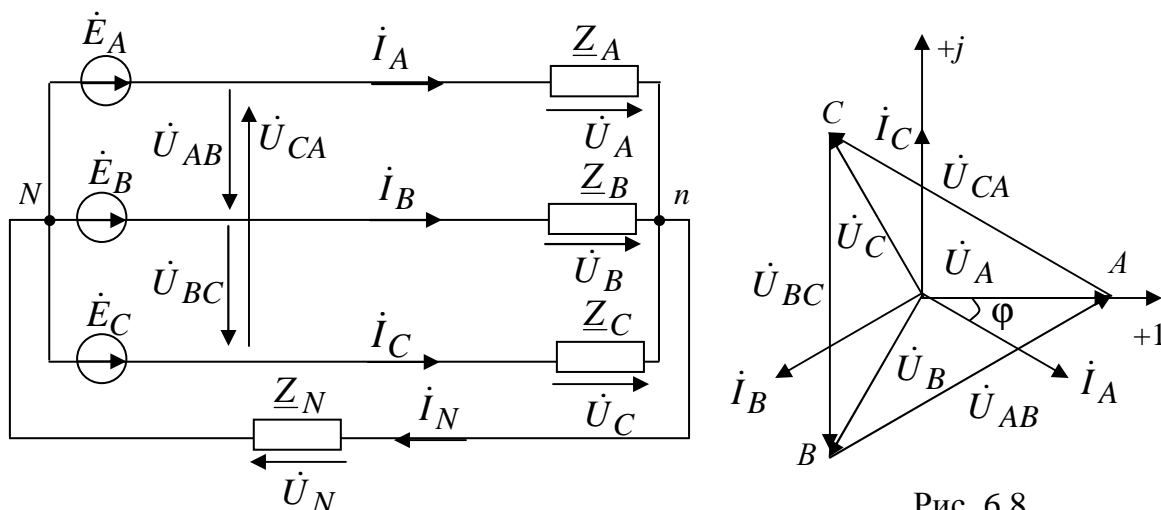 Ė_A
İ_A
Z_A
U̇_AB
U̇_CA
U̇_A
N
Ė_B
İ_B
Z_B
n
U̇_BC
U̇_B
Ė_C
İ_C
Z_C
Z_N
İ_N
U̇_C
U̇_N
+j
C
İ_C
U̇_CA
U̇_C
U̇_A
A
U̇_BC
φ
+1
İ_B
U̇_B
İ_A
U̇_AB
B
Рис. 6.8